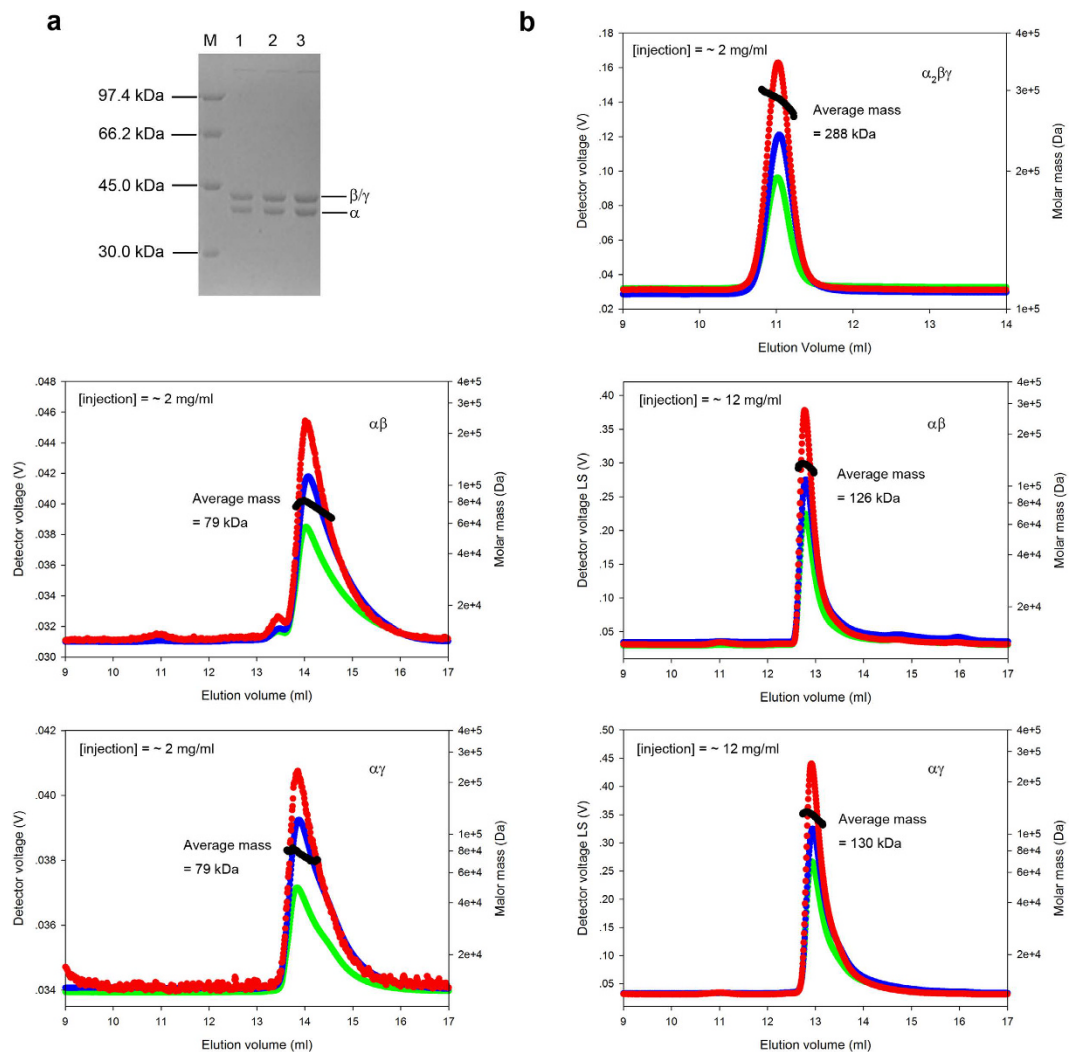 a
M 1 2 3
97.4 kDa
66.2 kDa
45.0 kDa
β/γ
α
30.0 kDa
b
[injection] = ~ 2 mg/ml
α2βγ
Average mass
= 288 kDa
Detector voltage (V)
.18
.16
.14
.12
.10
.08
.06
.04
.02
Molar mass (Da)
4e+5
3e+5
2e+5
1e+5
9 10 11 12 13 14
Elution Volume (ml)
[injection] = ~ 2 mg/ml
αβ
Average mass
= 79 kDa
Detector voltage (V)
.048
.046
.044
.042
.040
.038
.036
.034
.032
.030
Molar mass (Da)
4e+5
3e+5
2e+5
1e+5
8e+4
6e+4
4e+4
2e+4
9 10 11 12 13 14 15 16 17
Elution volume (ml)
[injection] = ~ 12 mg/ml
αβ
Average mass
= 126 kDa
Detector voltage LS (V)
.40
.35
.30
.25
.20
.15
.10
.05
Molar mass (Da)
4e+5
3e+5
2e+5
1e+5
8e+4
6e+4
4e+4
2e+4
9 10 11 12 13 14 15 16 17
Elution volume (ml)
[injection] = ~ 2 mg/ml
αγ
Average mass
= 79 kDa
Detector voltage (V)
.042
.040
.038
.036
.034
Malor mass (Da)
4e+5
3e+5
2e+5
1e+5
8e+4
6e+4
4e+4
2e+4
9 10 11 12 13 14 15 16 17
Elution volume (ml)
[injection] = ~ 12 mg/ml
αγ
Average mass
= 130 kDa
Detector voltage LS (V)
.50
.45
.40
.35
.30
.25
.20
.15
.10
.05
Molar mass (Da)
4e+5
3e+5
2e+5
1e+5
8e+4
6e+4
4e+4
2e+4
9 10 11 12 13 14 15 16 17
Elution volume (ml)